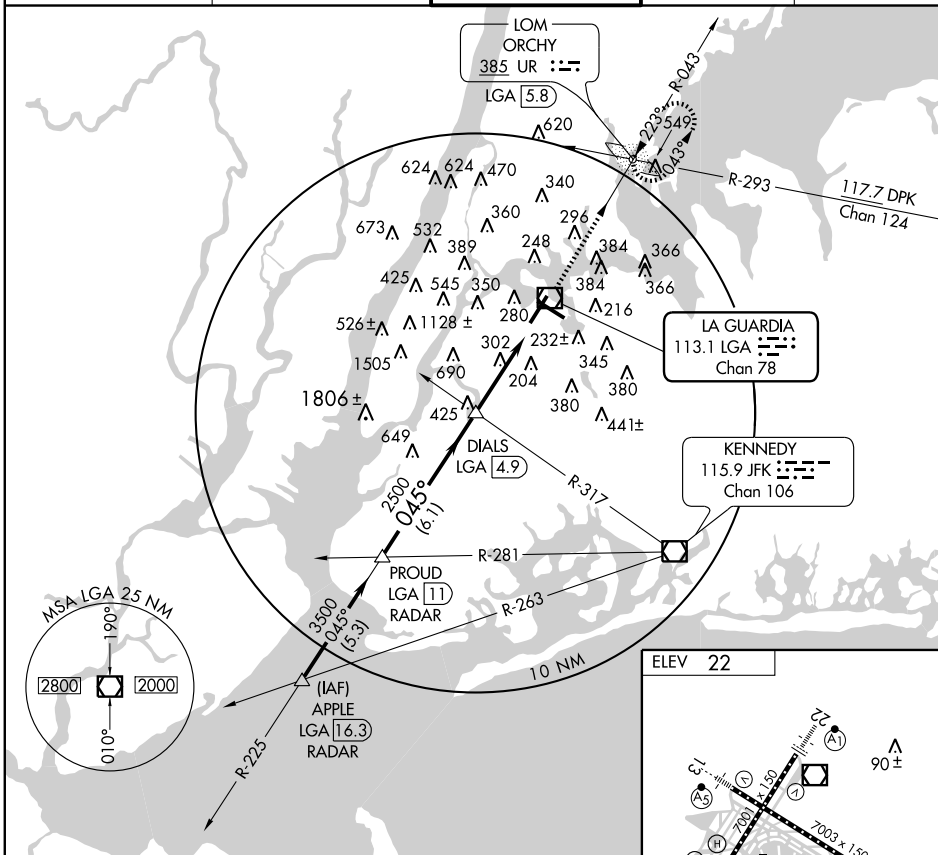 LOM
ORCHY
385 UR
LGA 5.8
R-043
223°
549
043°
620
R-293
117.7 DPK
Chan 124
624
624
470
340
673
532
360
296
389
248
384
366
425
545
350
384
366
280
216
526±
1128 ±
302
232±
345
1505
690
204
380
380
1806 ±
425
441±
649
LA GUARDIA
113.1 LGA
Chan 78
DIALS
LGA 4.9
KENNEDY
115.9 JFK
Chan 106
R-317
2500
045°
(6.1)
R-281
PROUD
LGA 11
RADAR
R-263
3500
045°
(5.3)
MSA LGA 25 NM
190°
2800
2000
010°
10 NM
(IAF)
APPLE
LGA 16.3
RADAR
R-225
ELEV 22
22
A1
90 ±
13
V
A5
V
7001 x 150
7003 x 150
H